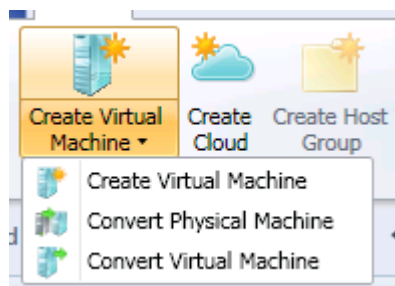 Create Virtual Machine ▾
Create Cloud
Create Host Group
Create Virtual Machine
Convert Physical Machine
Convert Virtual Machine